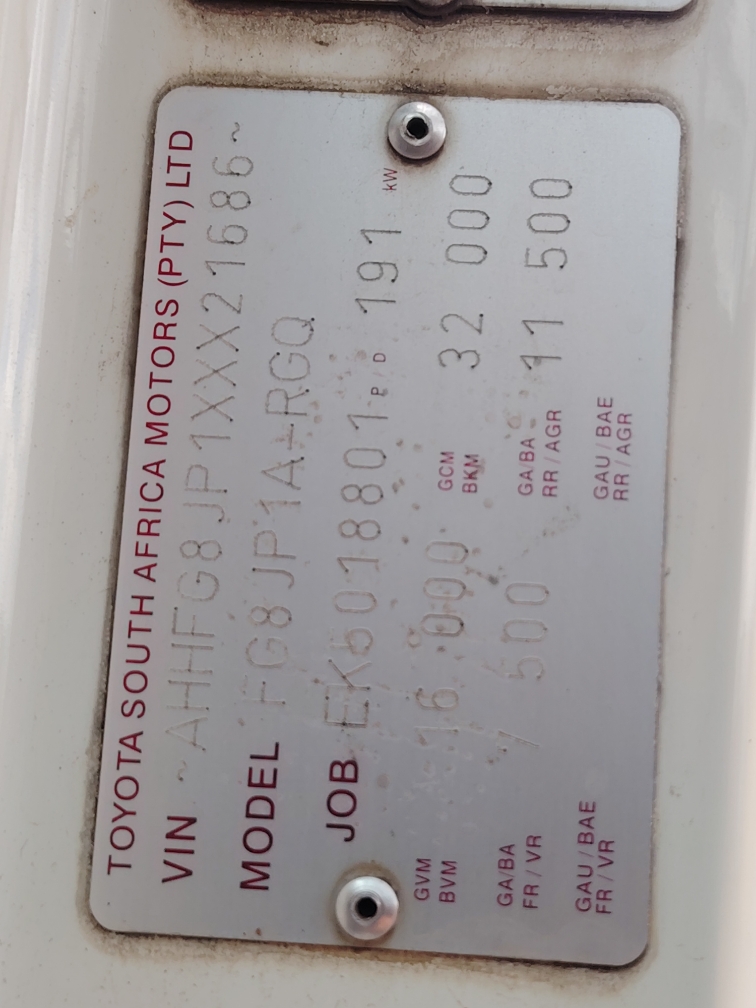 TOYOTA SOUTH AFRICA MOTORS (PTY) LTD
VIN ~AHHFG8JP1XXX21686~
MODEL FG8JP1A-RGQ
JOB EK5018801 P/D 191 kW
GVM BVM 16 000 GCM BKM 32 000
GA/BA FR/VR 7 500 GA/BA RR/AGR 11 500
GAU/BAE FR/VR GAU/BAE RR/AGR